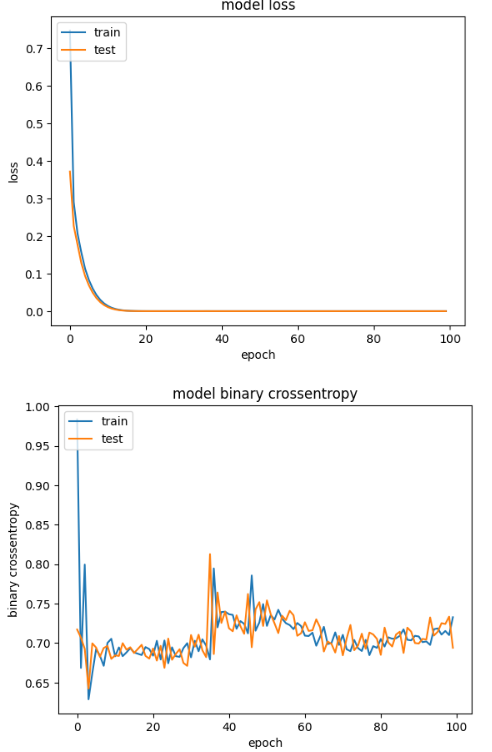 model loss
train
test
0.7
0.6
0.5
0.4
0.3
0.2
0.1
0.0
loss
0 20 40 60 80 100
epoch
model binary crossentropy
train
test
1.00
0.95
0.90
0.85
0.80
0.75
0.70
0.65
binary crossentropy
0 20 40 60 80 100
epoch